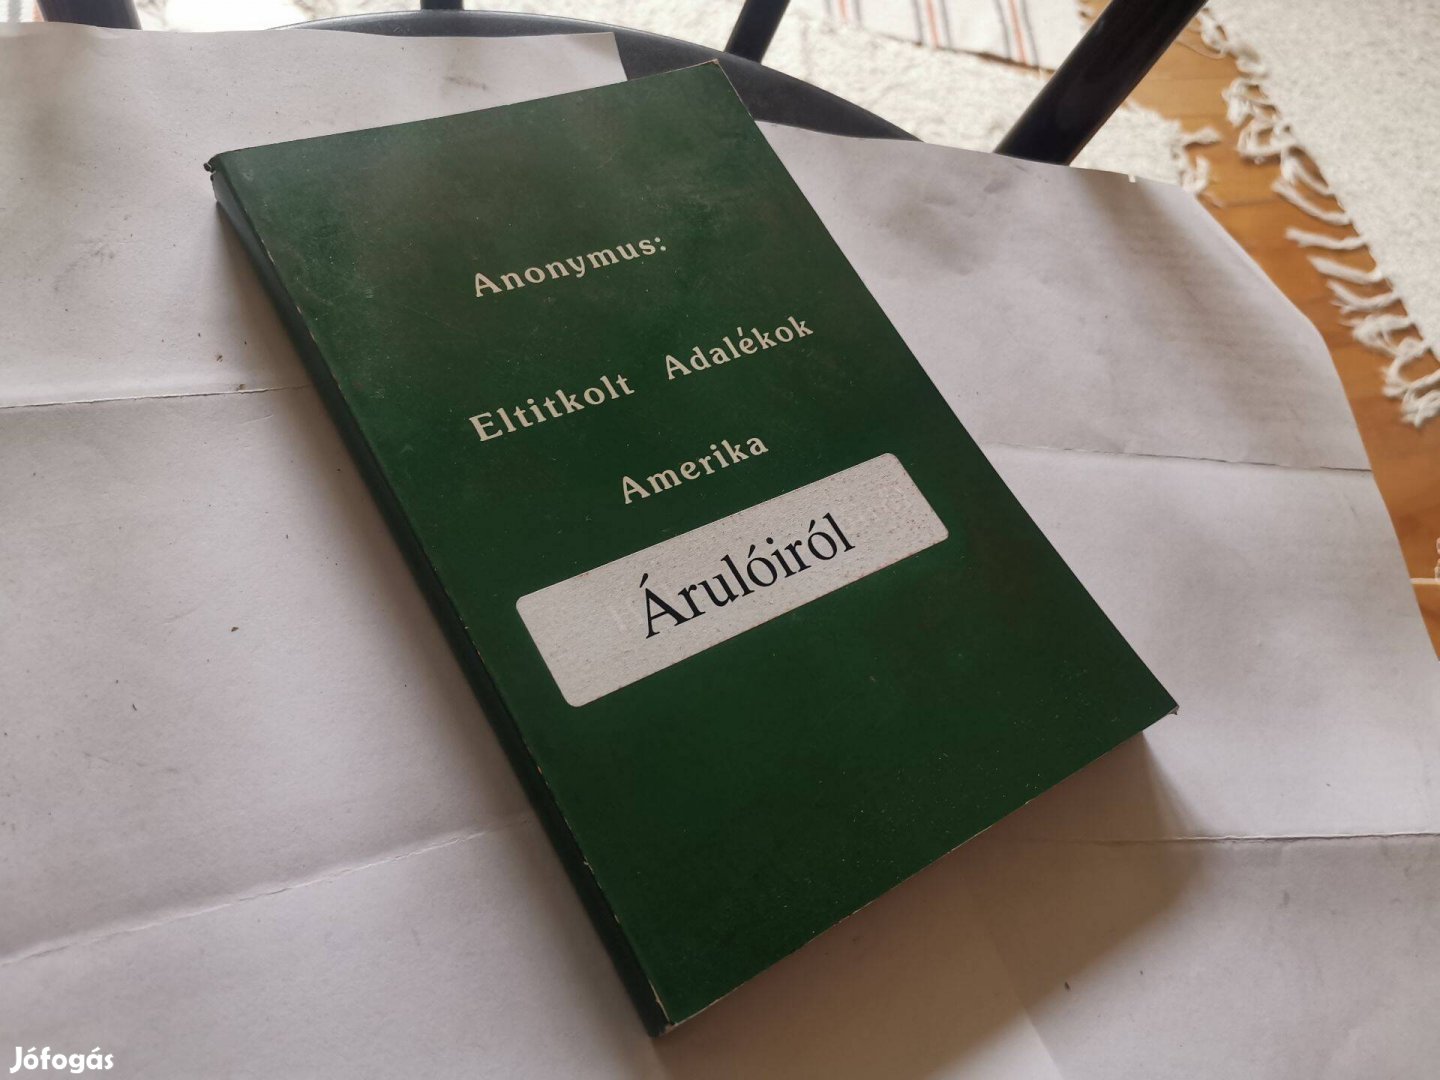 Anonymus:
Eltitkolt Adalékok
Amerika
Árulóiról
Jófogás